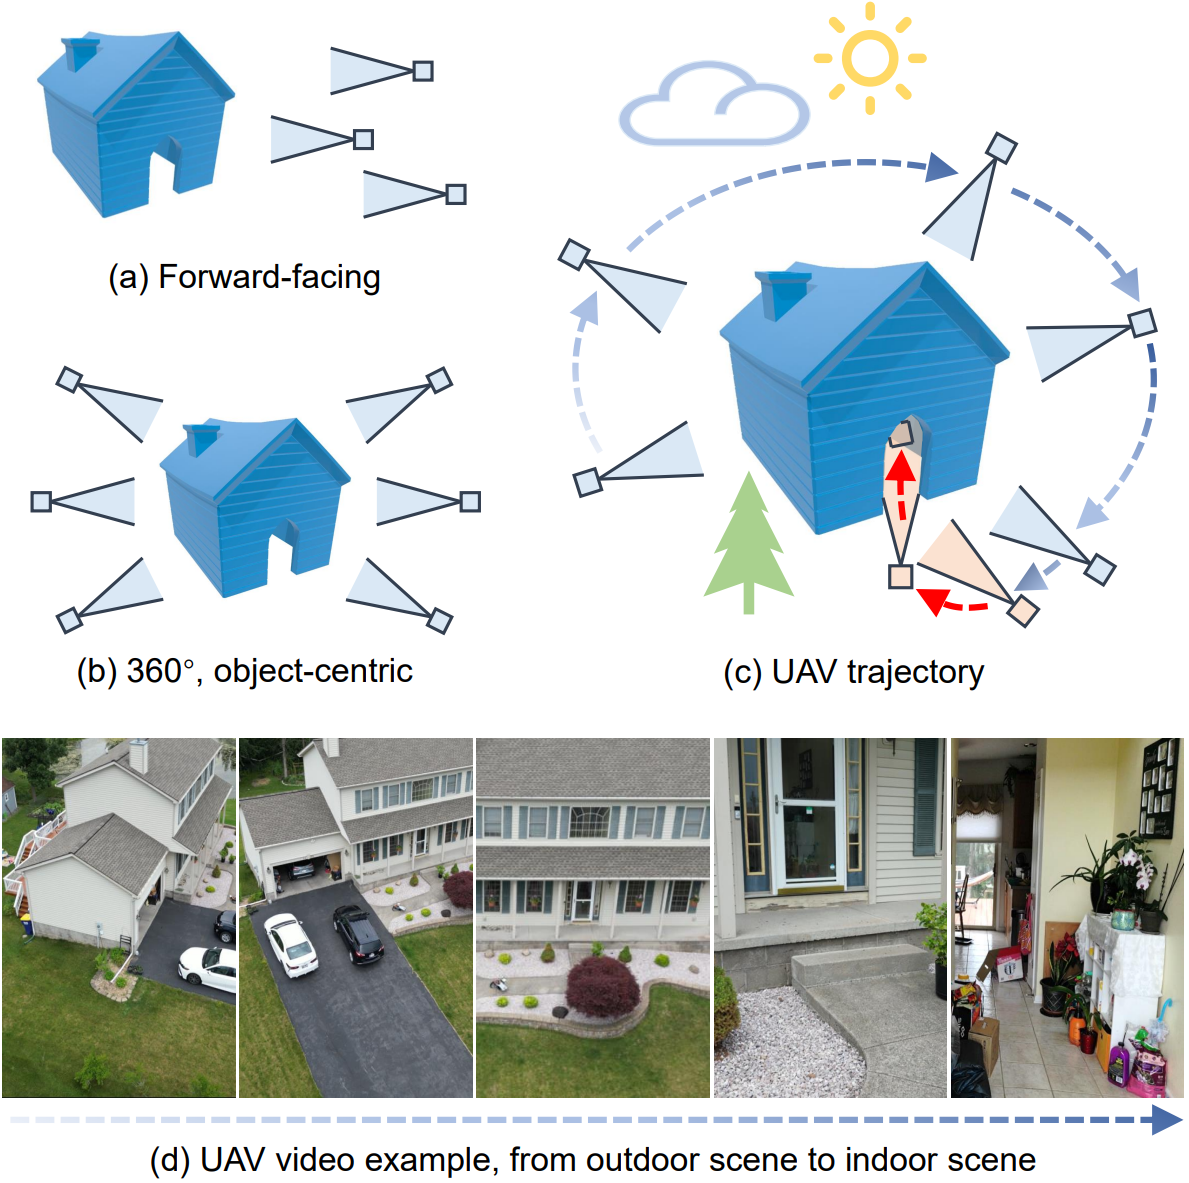 (a) Forward-facing
(b) 360°, object-centric
(c) UAV trajectory
(d) UAV video example, from outdoor scene to indoor scene